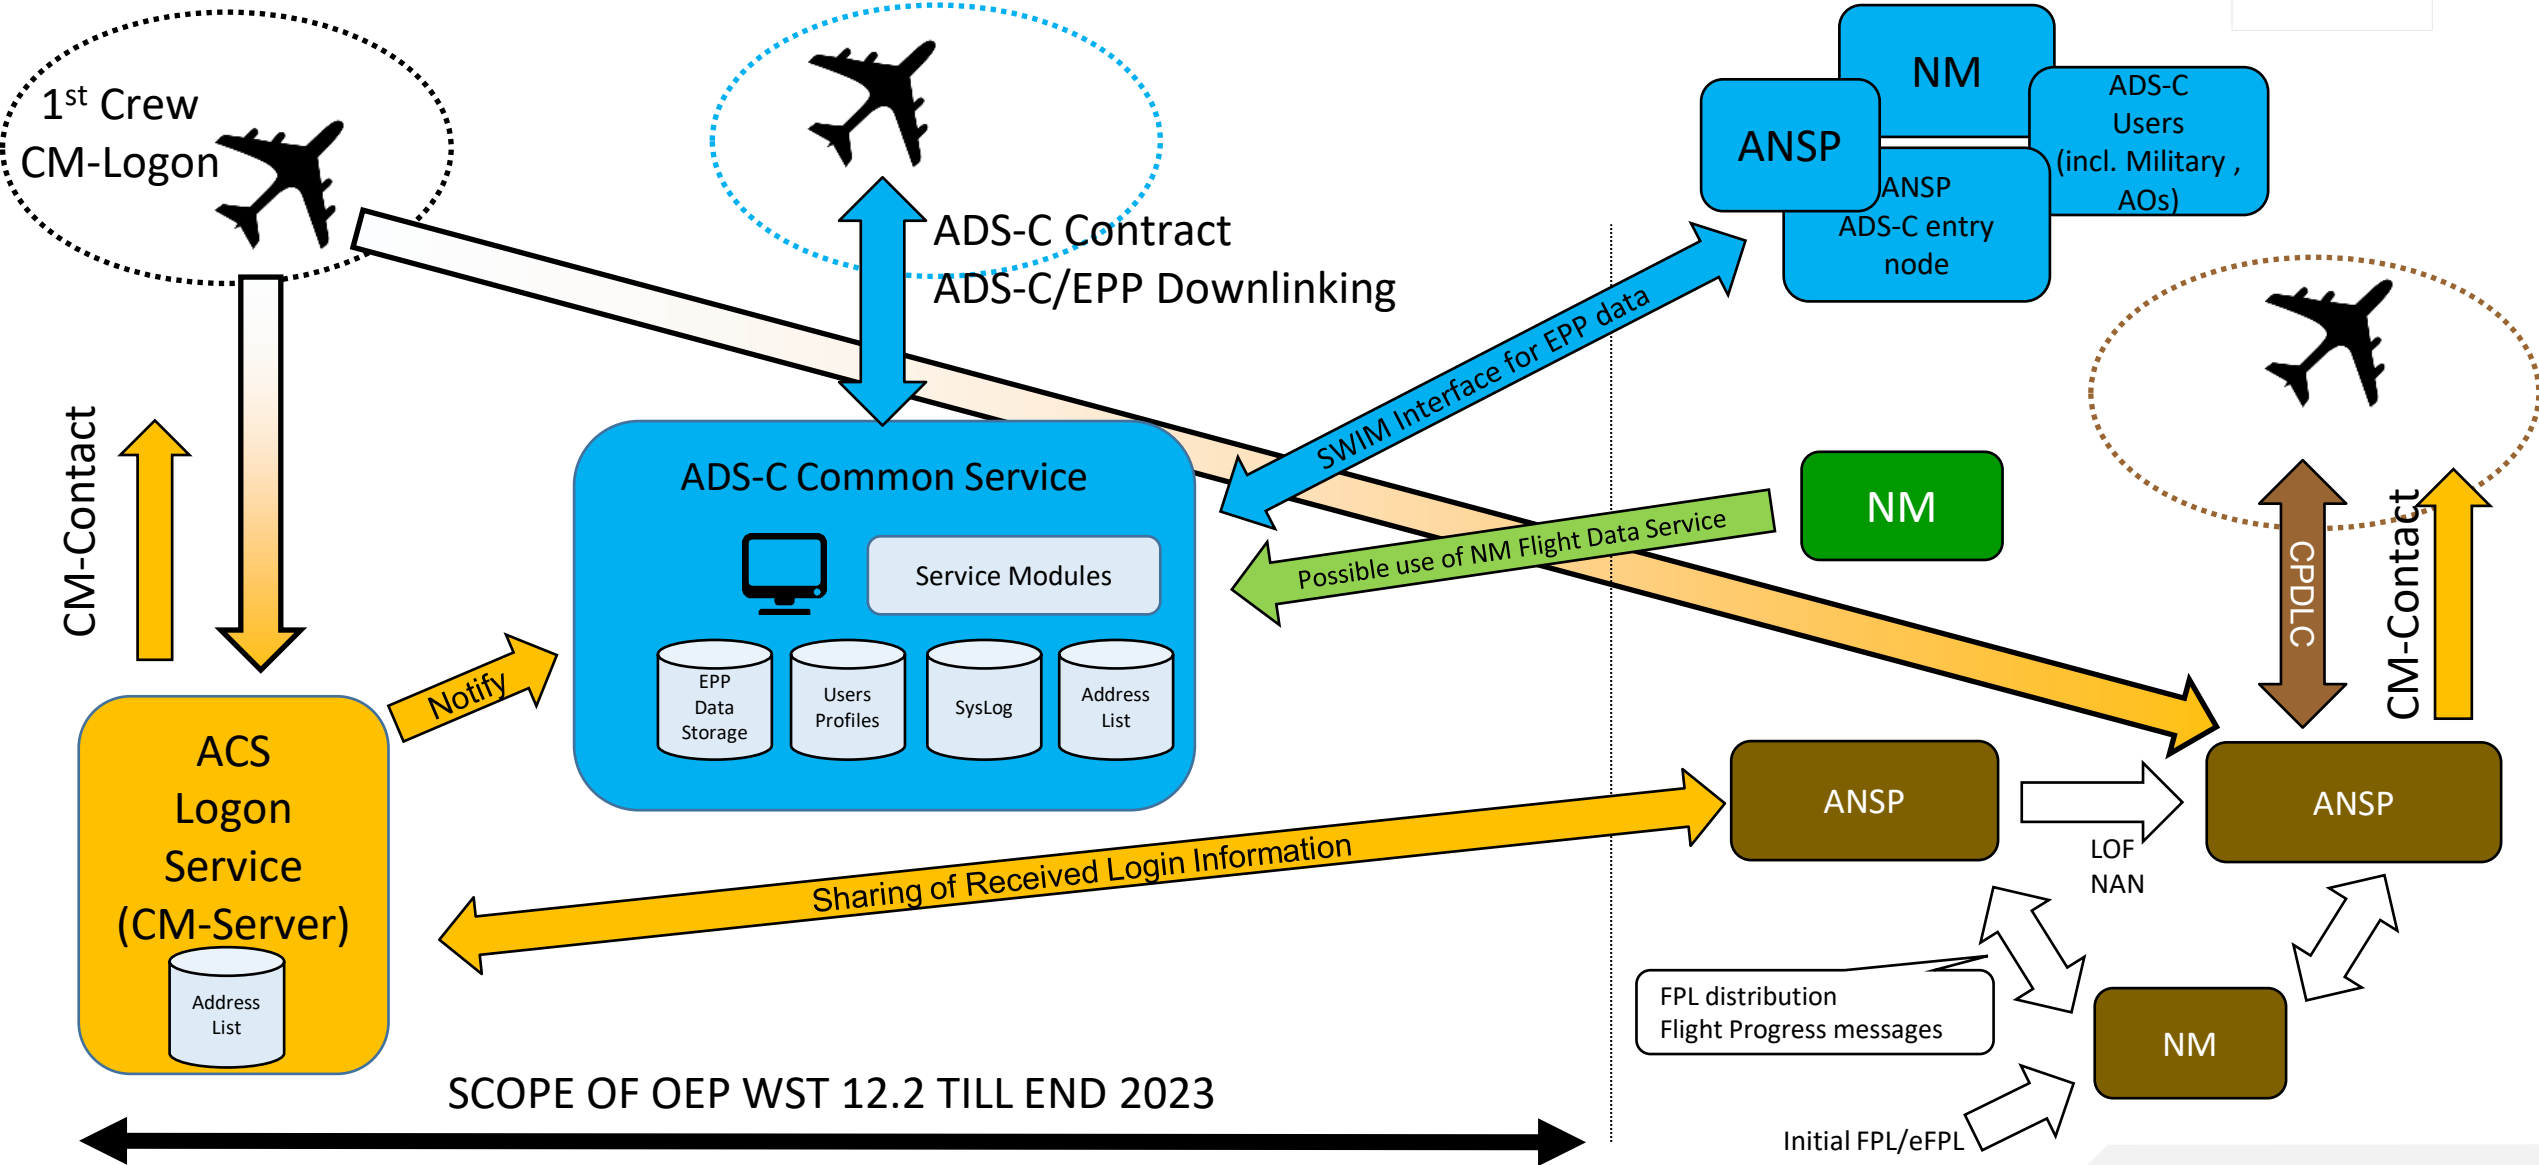 1st Crew
CM-Logon
ADS-C Contract
ADS-C/EPP Downlinking
NM
ANSP
ADS-C
Users
(incl. Military ,
AOs)
ANSP
ADS-C entry
node
SWIM Interface for EPP data
CM-Contact
ADS-C Common Service
Service Modules
EPP
Data
Storage
Users
Profiles
SysLog
Address
List
Possible use of NM Flight Data Service
NM
CPDLC
CM-Contact
Notify
ACS
Logon
Service
(CM-Server)
Address
List
Sharing of Received Login Information
ANSP
LOF
NAN
ANSP
FPL distribution
Flight Progress messages
NM
Initial FPL/eFPL
SCOPE OF OEP WST 12.2 TILL END 2023